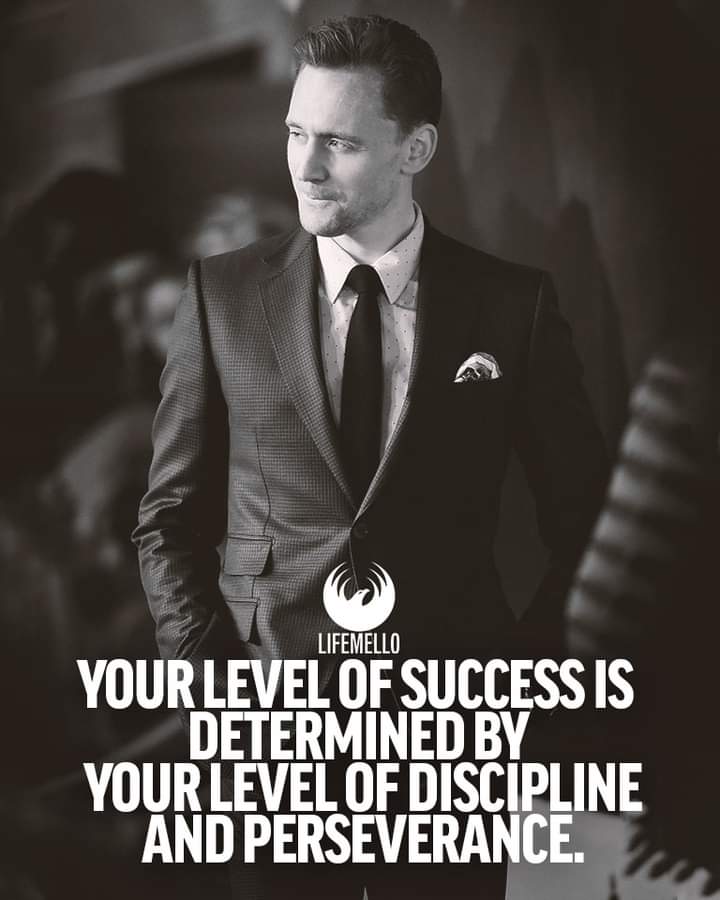 LIFEMELLO
YOUR LEVEL OF SUCCESS IS
DETERMINED BY
YOUR LEVEL OF DISCIPLINE
AND PERSEVERANCE.